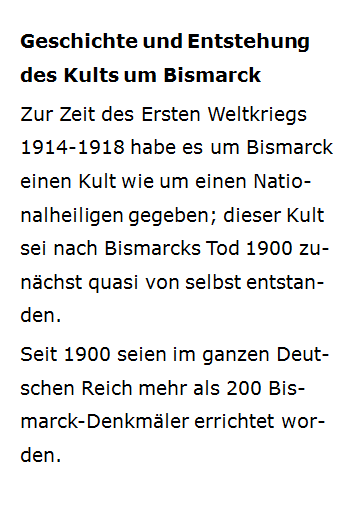 Geschichte und Entstehung
des Kults um Bismarck
Zur Zeit des Ersten Weltkriegs
1914-1918 habe es um Bismarck
einen Kult wie um einen Natio-
nalheiligen gegeben; dieser Kult
sei nach Bismarcks Tod 1900 zu-
nächst quasi von selbst entstan-
den.
Seit 1900 seien im ganzen Deut-
schen Reich mehr als 200 Bis-
marck-Denkmäler errichtet wor-
den.